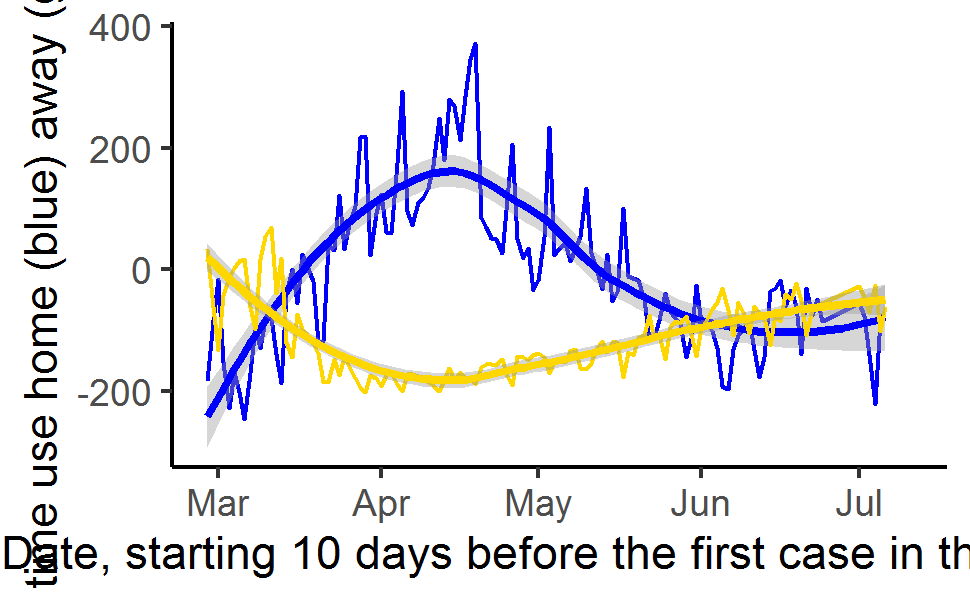 time use home (blue) away (g
400
200
0
-200
Mar Apr May Jun Jul
Date, starting 10 days before the first case in th